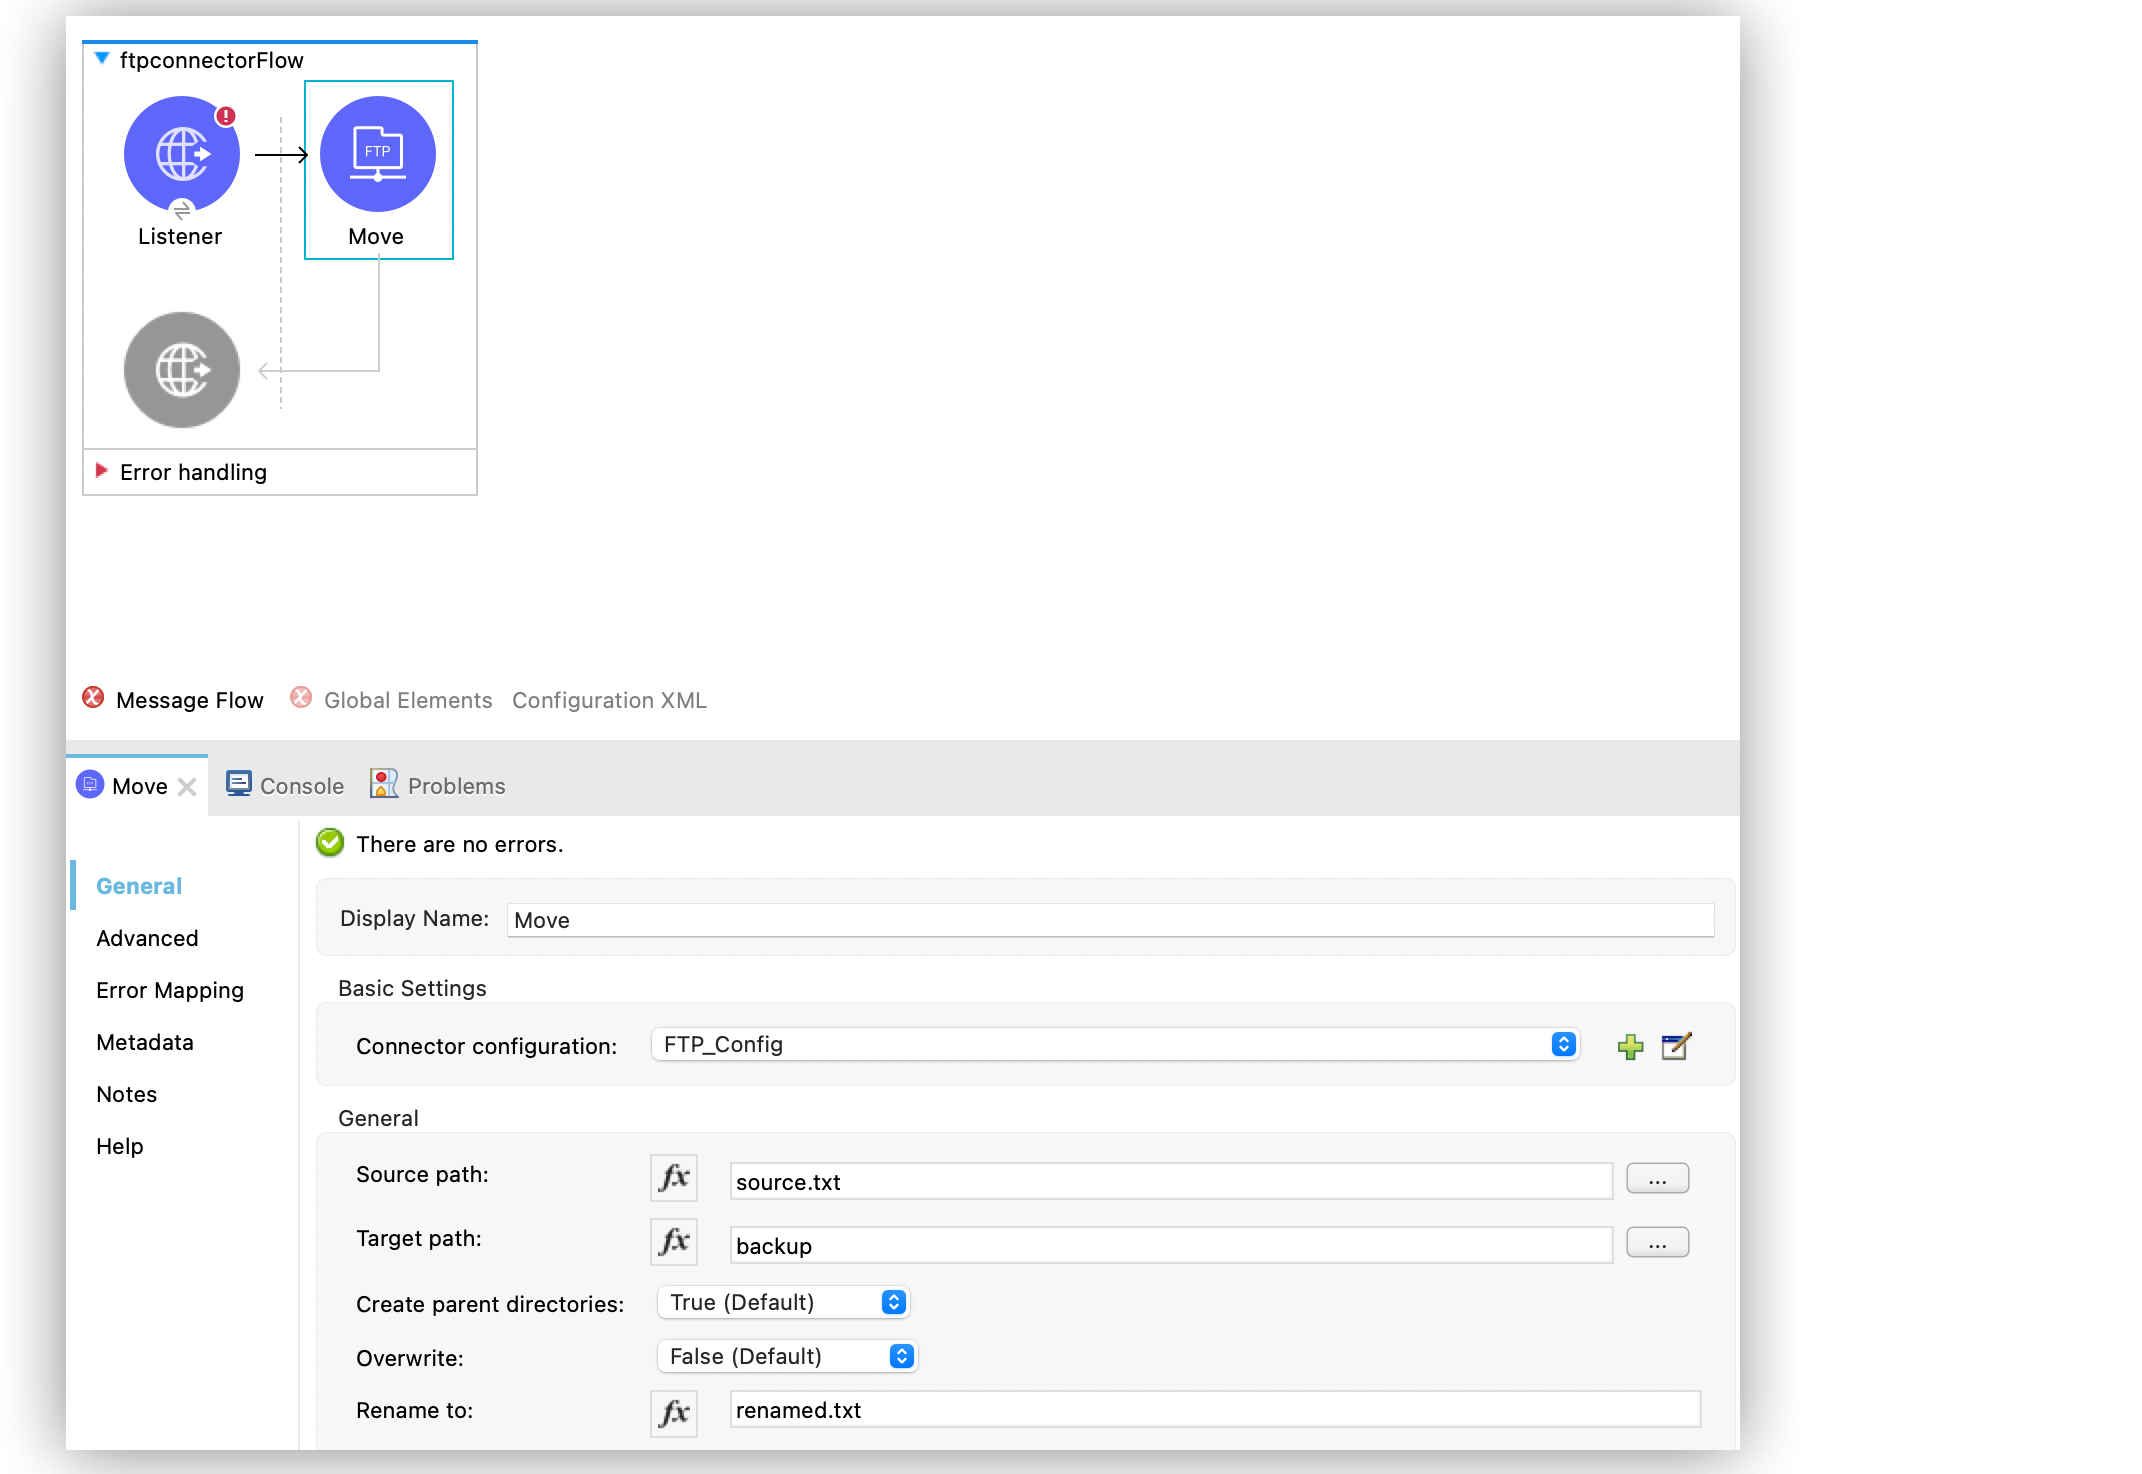 ftpconnectorFlow
FTP
Listener
Move
Error handling
Message Flow
Global Elements
Configuration XML
Move
Console
Problems
General
Advanced
Error Mapping
Metadata
Notes
Help
There are no errors.
Display Name: Move
Basic Settings
Connector configuration: FTP_Config
General
Source path: fx source.txt ...
Target path: fx backup ...
Create parent directories: True (Default)
Overwrite: False (Default)
Rename to: fx renamed.txt